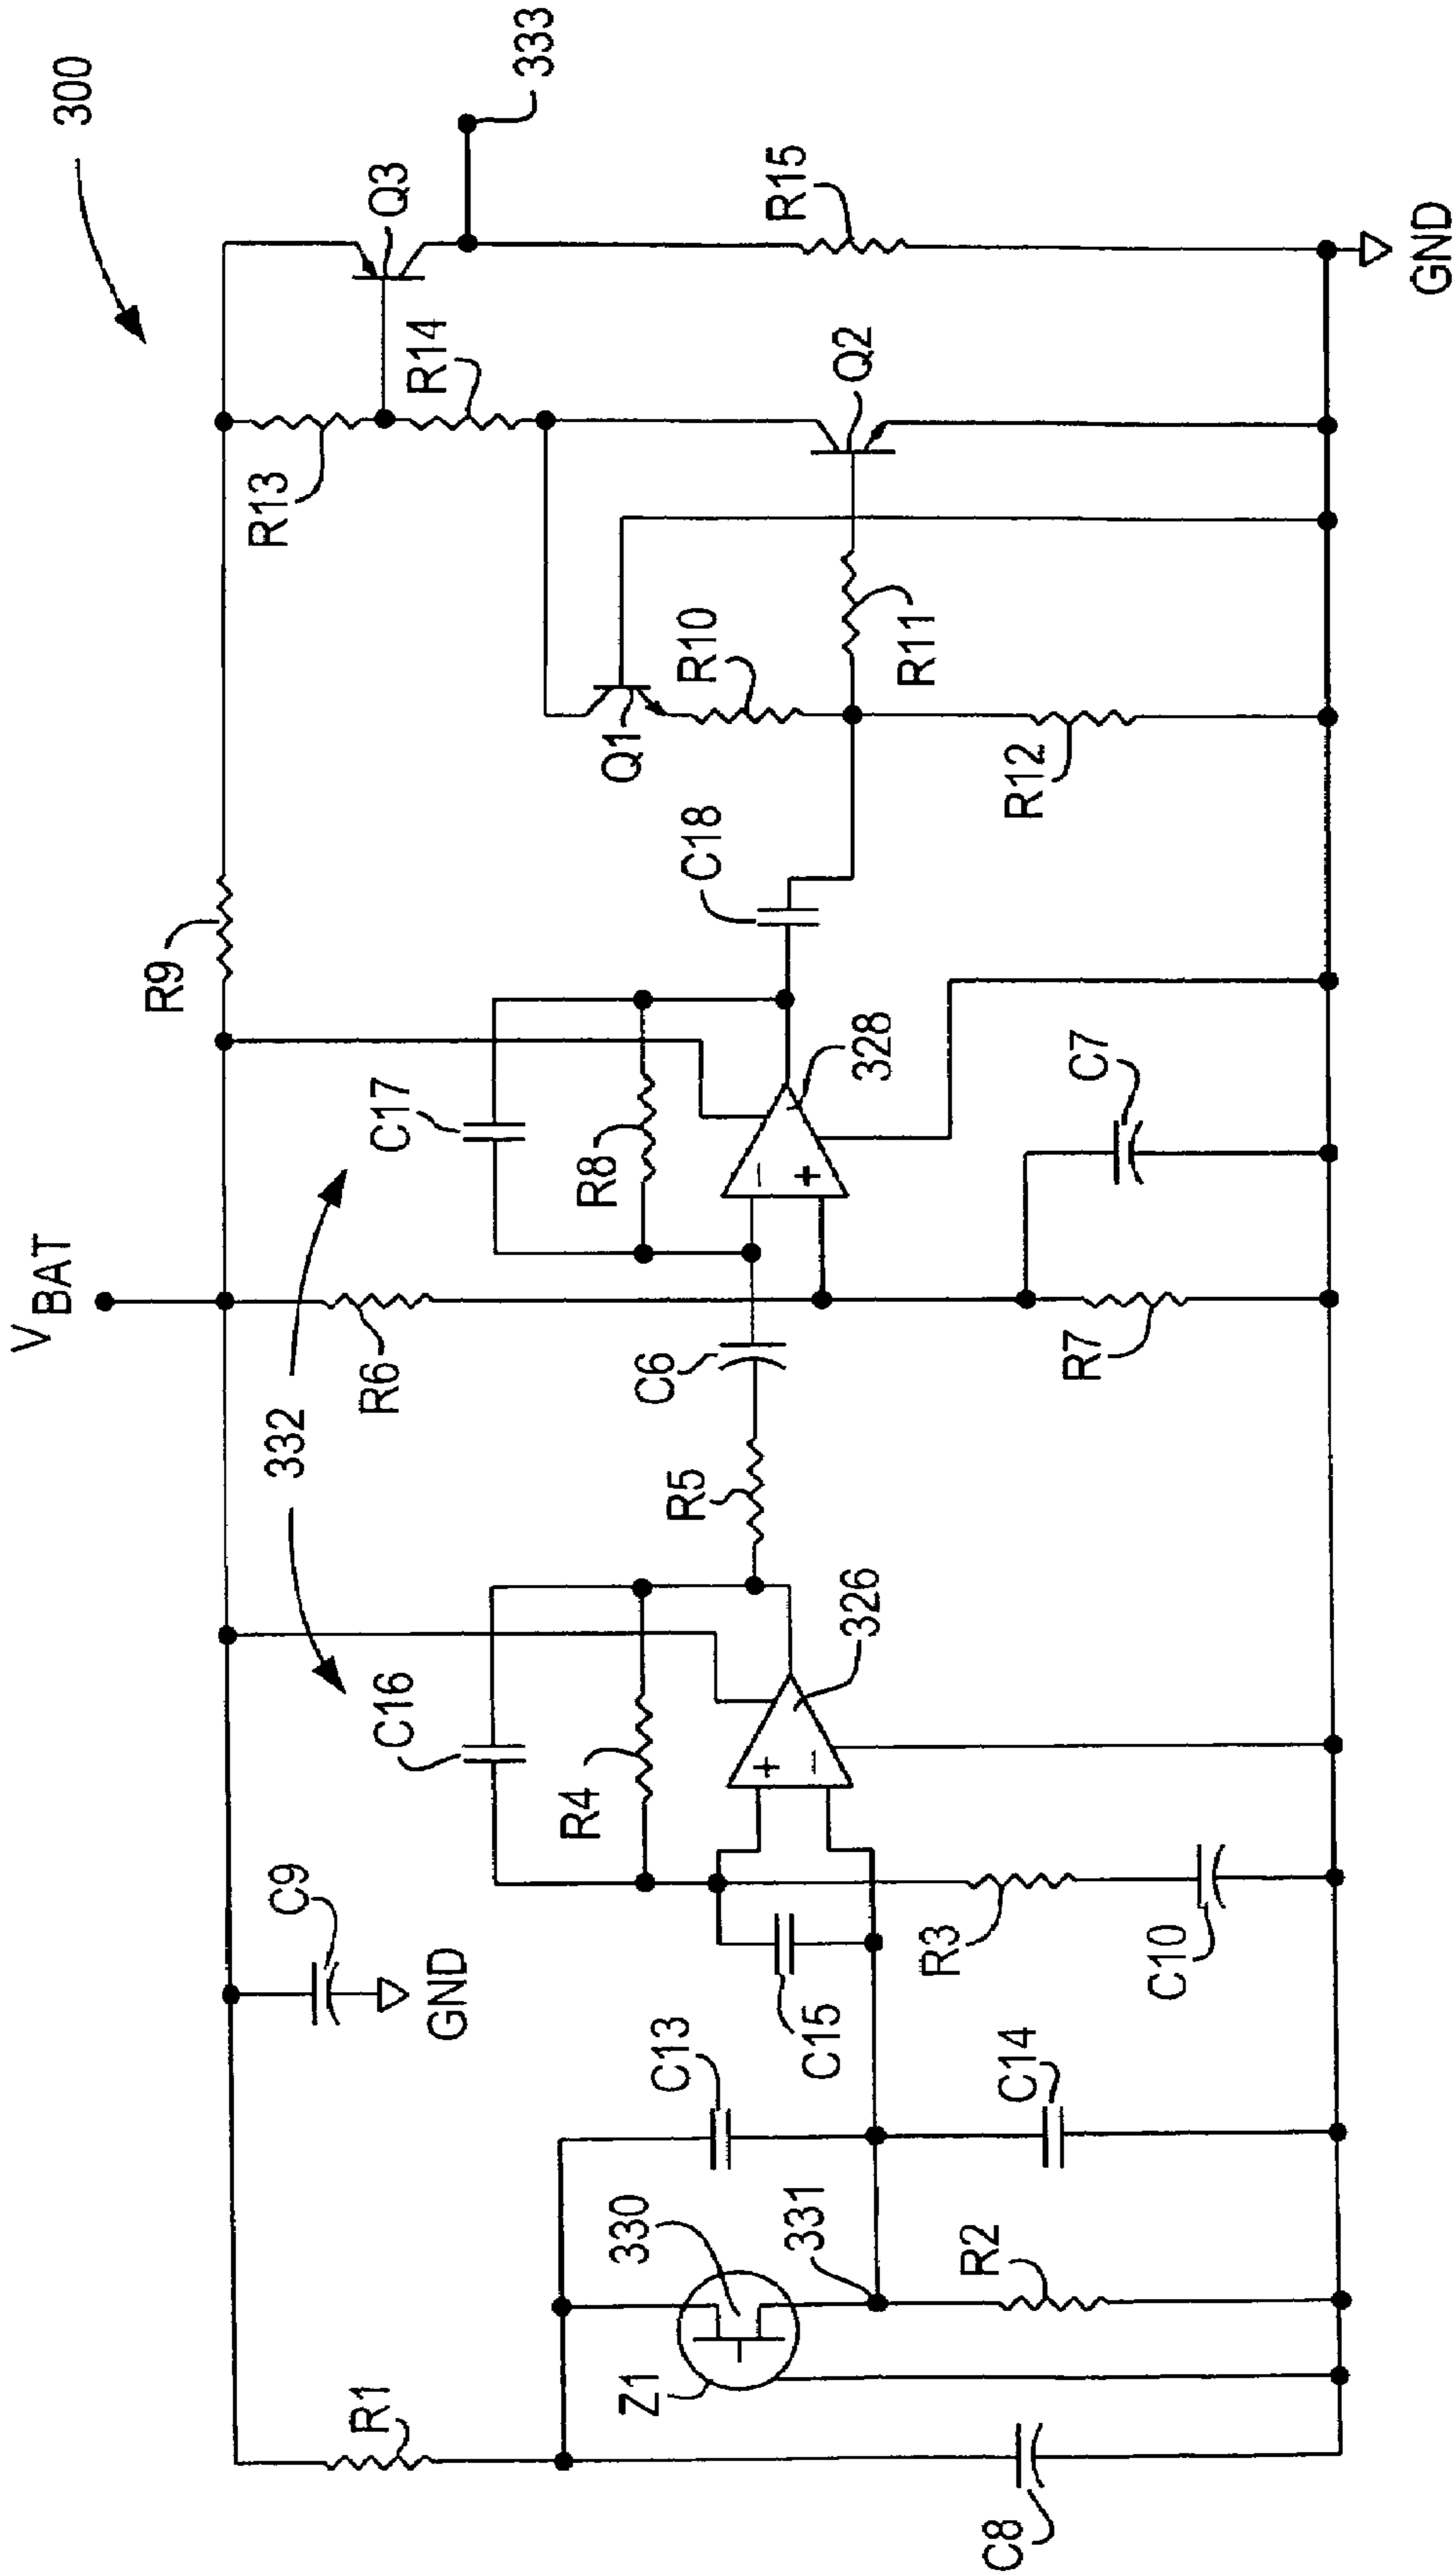 300
V BAT
R9
Q3
333
R13
R14
R15
332
C17
R8
328
C18
Q1
R10
R11
Q2
R12
GND
R6
C6
R5
R7
C7
C9
GND
C16
R4
326
+
−
−
+
R1
Z1
330
331
C13
C15
R3
C10
C14
R2
C8